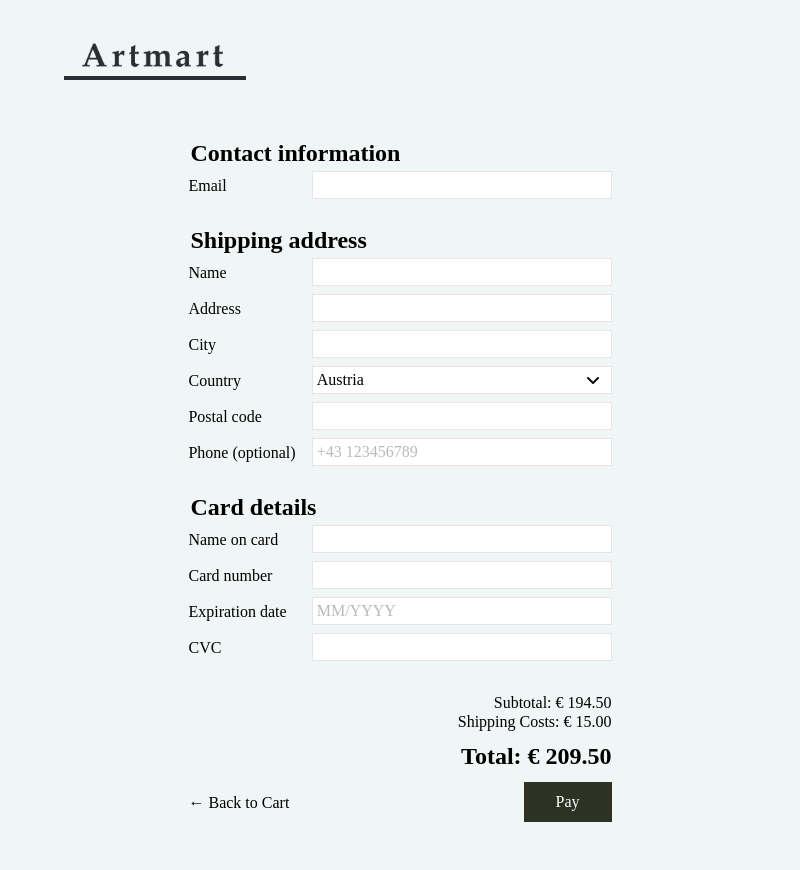 Artmart
Contact information
Email
Shipping address
Name
Address
City
Country Austria
Postal code
Phone (optional) +43 123456789
Card details
Name on card
Card number
Expiration date MM/YYYY
CVC
Subtotal: € 194.50
Shipping Costs: € 15.00
Total: € 209.50
← Back to Cart Pay